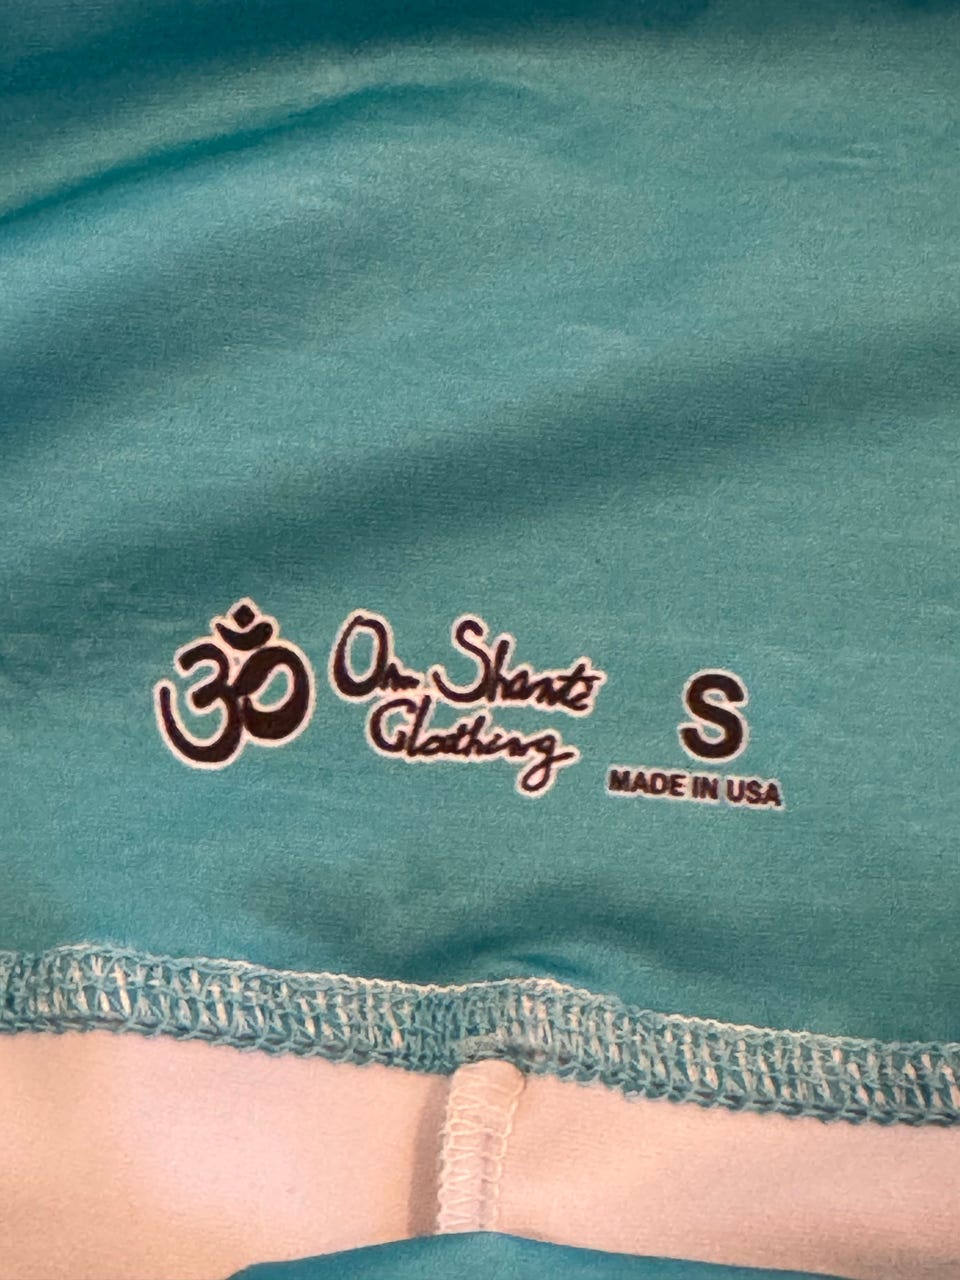 ॐ Om Shanti
Clothing
S
MADE IN USA